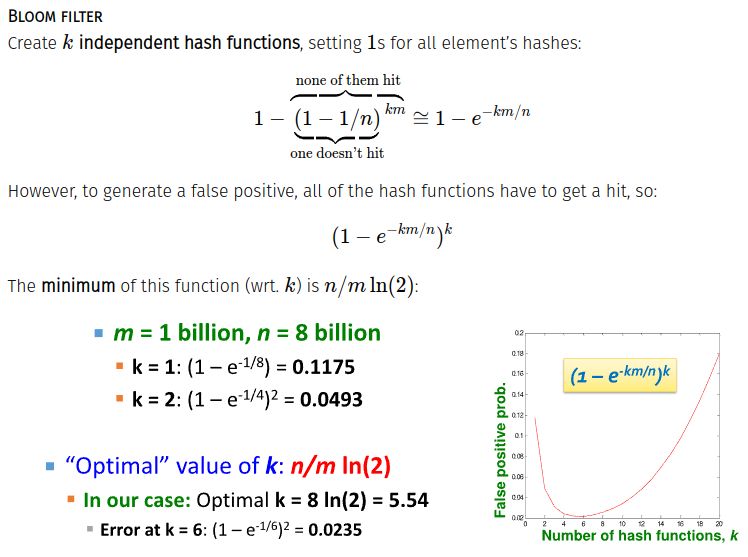 BLOOM FILTER
Create k independent hash functions, setting 1s for all element's hashes:
none of them hit
1 − (1 − 1/n)^km ≅ 1 − e^−km/n
one doesn't hit
However, to generate a false positive, all of the hash functions have to get a hit, so:
(1 − e^−km/n)^k
The minimum of this function (wrt. k) is n/m ln(2):
m = 1 billion, n = 8 billion
k = 1: (1 – e^-1/8) = 0.1175
k = 2: (1 – e^-1/4)^2 = 0.0493
"Optimal" value of k: n/m ln(2)
In our case: Optimal k = 8 ln(2) = 5.54
Error at k = 6: (1 – e^-1/6)^2 = 0.0235
(1 – e^-km/n)^k
False positive prob.
0.2
0.18
0.16
0.14
0.12
0.1
0.08
0.06
0.04
0.02
0 2 4 6 8 10 12 14 16 18 20
Number of hash functions, k